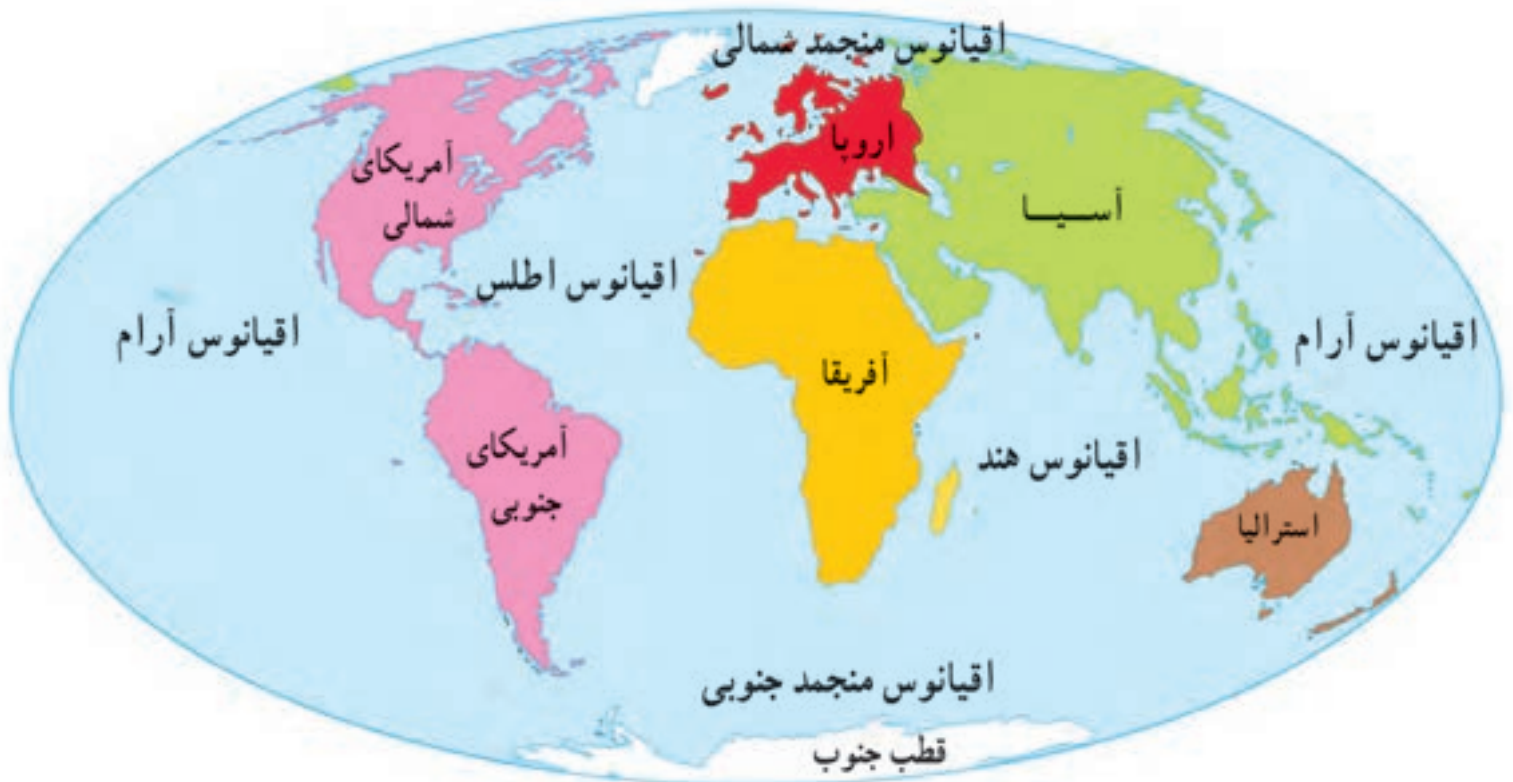 اقیانوس منجمد شمالی
اروپا
آمریکای
شمالی
آسیا
اقیانوس اطلس
اقیانوس آرام
اقیانوس آرام
آفریقا
آمریکای
جنوبی
اقیانوس هند
استرالیا
اقیانوس منجمد جنوبی
قطب جنوب